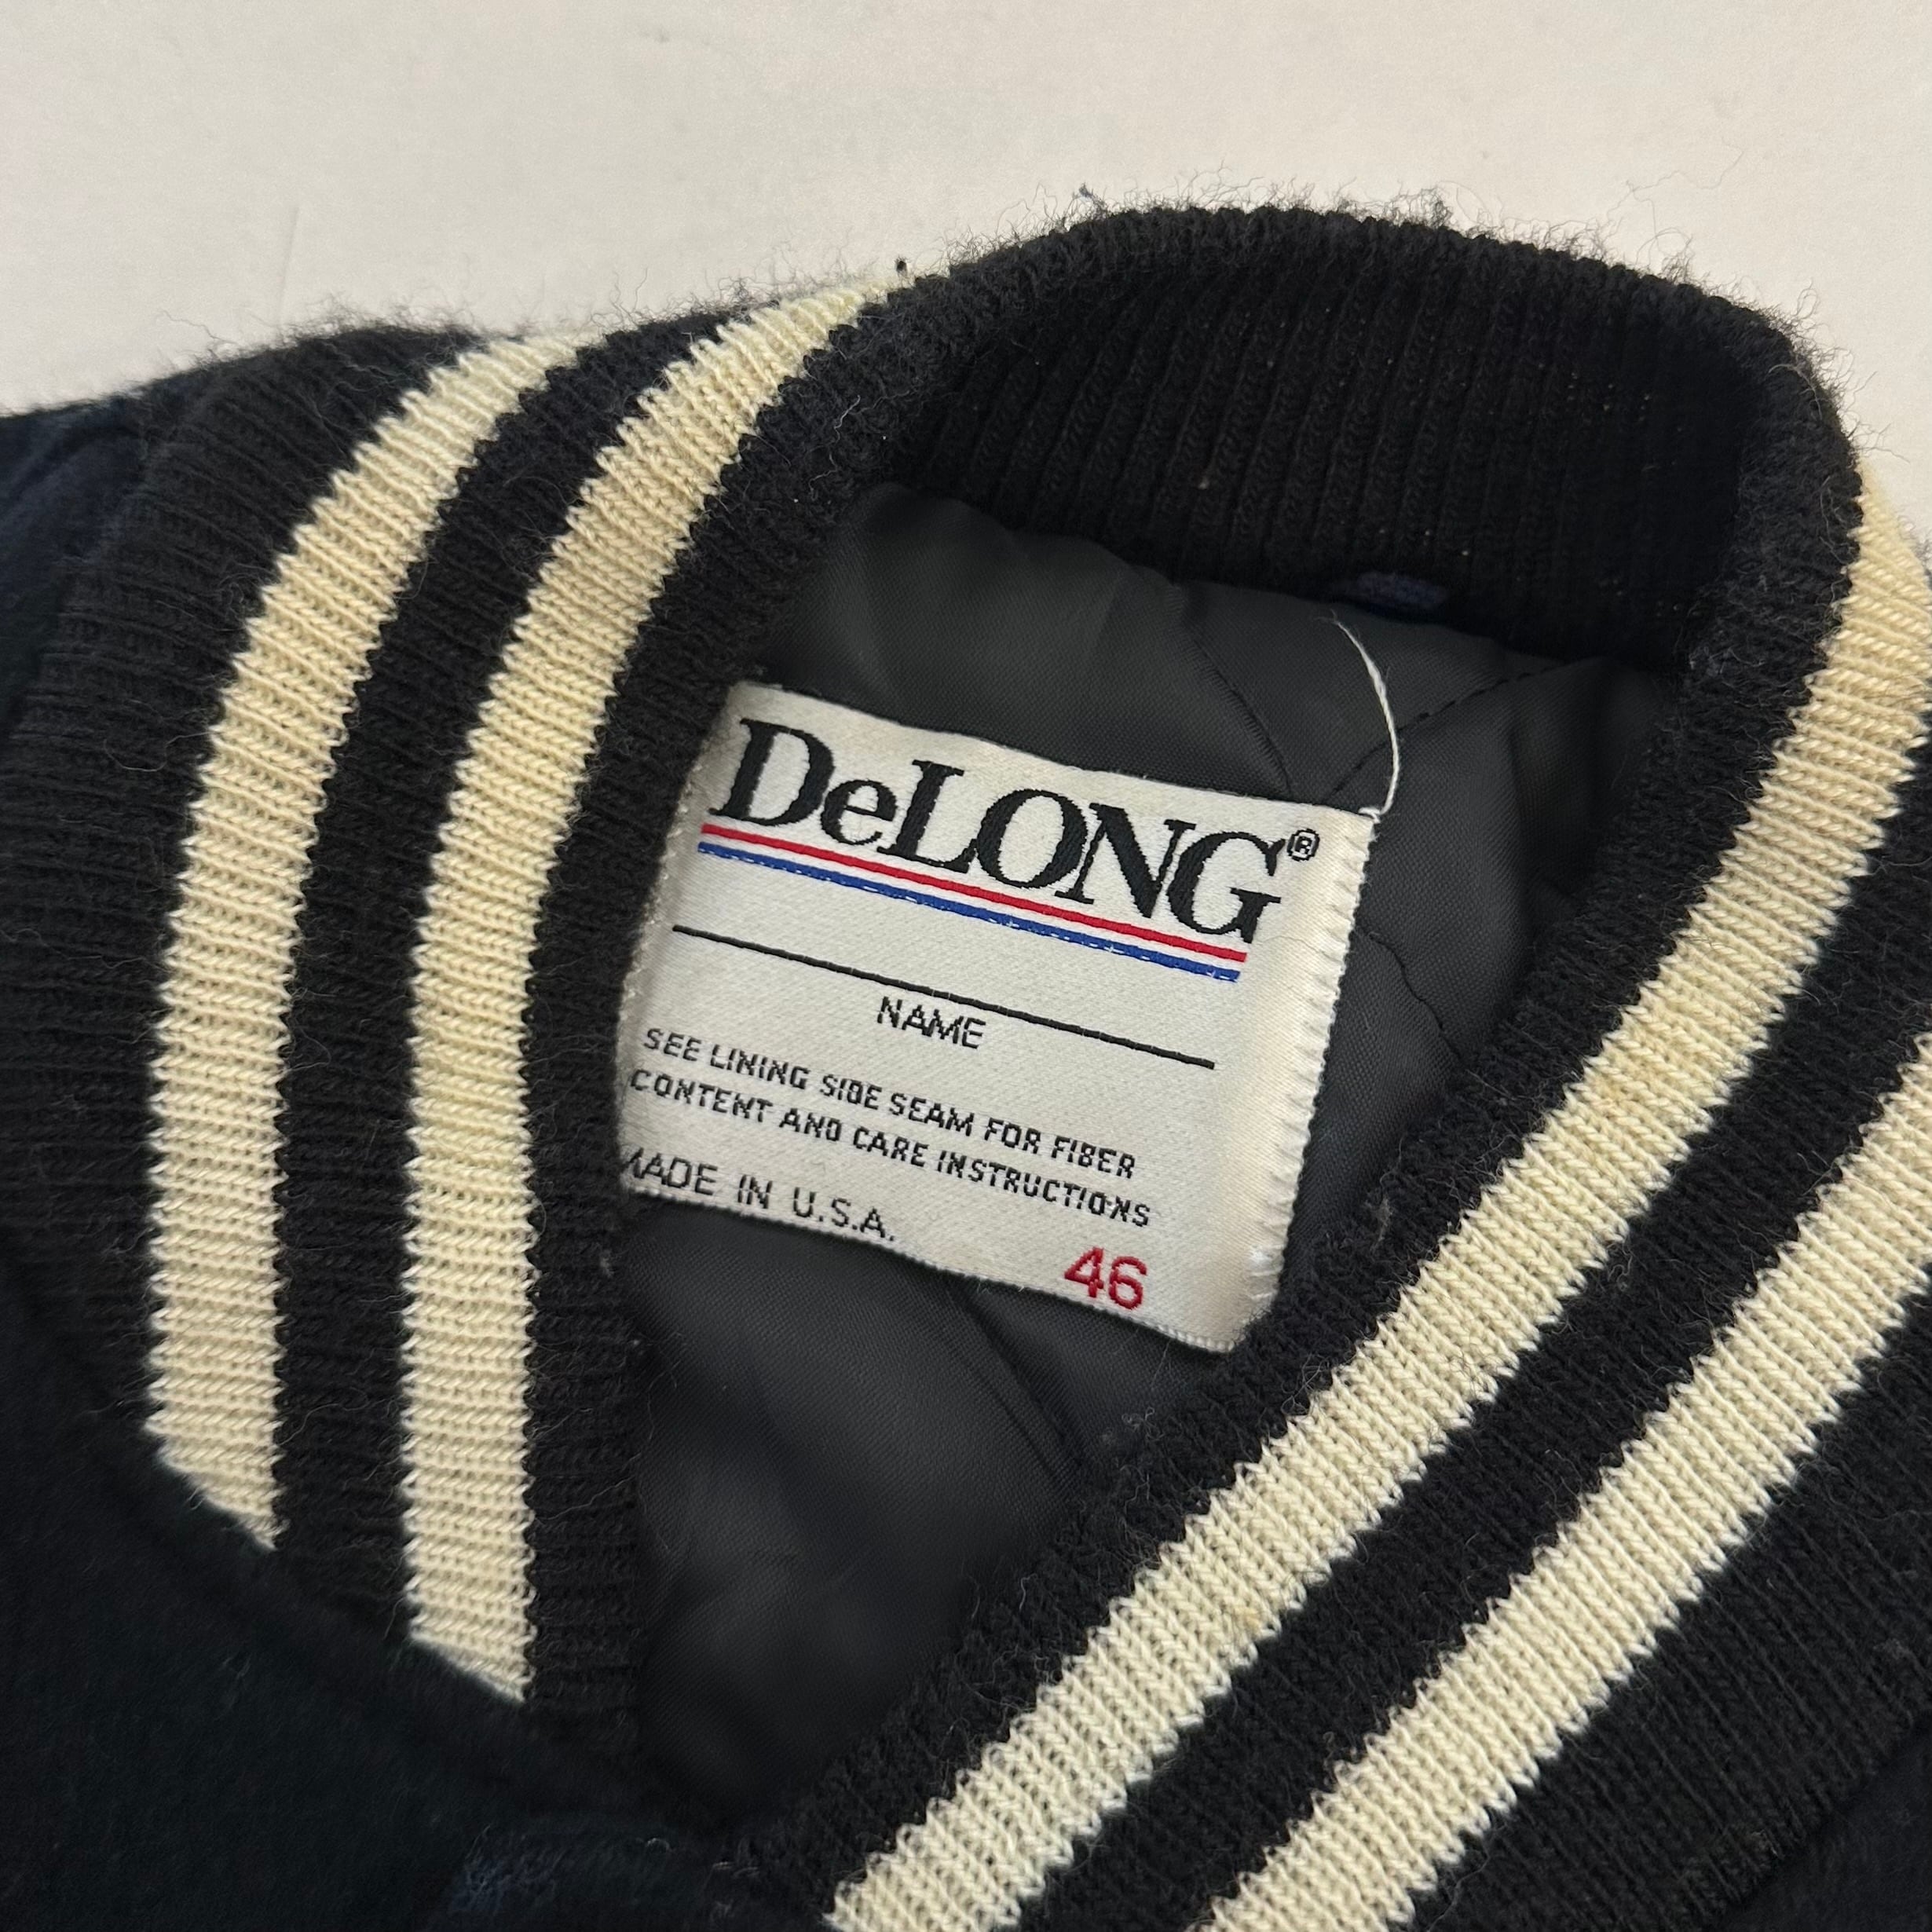 DeLONG®
NAME
SEE LINING SIDE SEAM FOR FIBER
CONTENT AND CARE INSTRUCTIONS
MADE IN U.S.A.
46